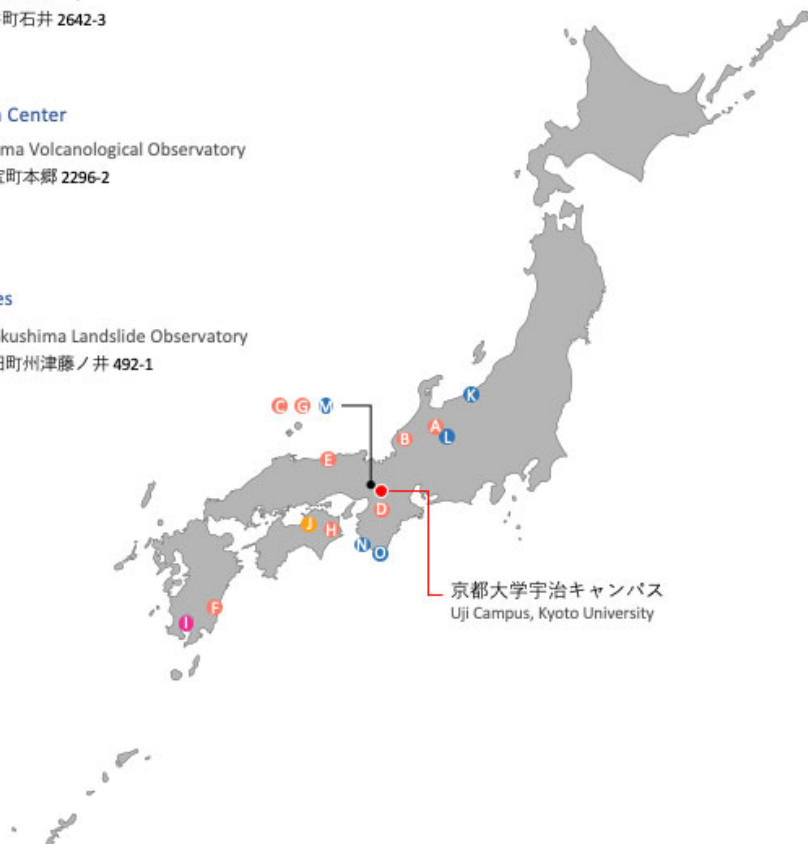 町石井 2642-3
Center
ma Volcanological Observatory
町本郷 2296-2
es
kushima Landslide Observatory
町州津藤ノ井 492-1
K
C G M
A
B
L
E
D
J
H
N
O
京都大学宇治キャンパス
Uji Campus, Kyoto University
F
I